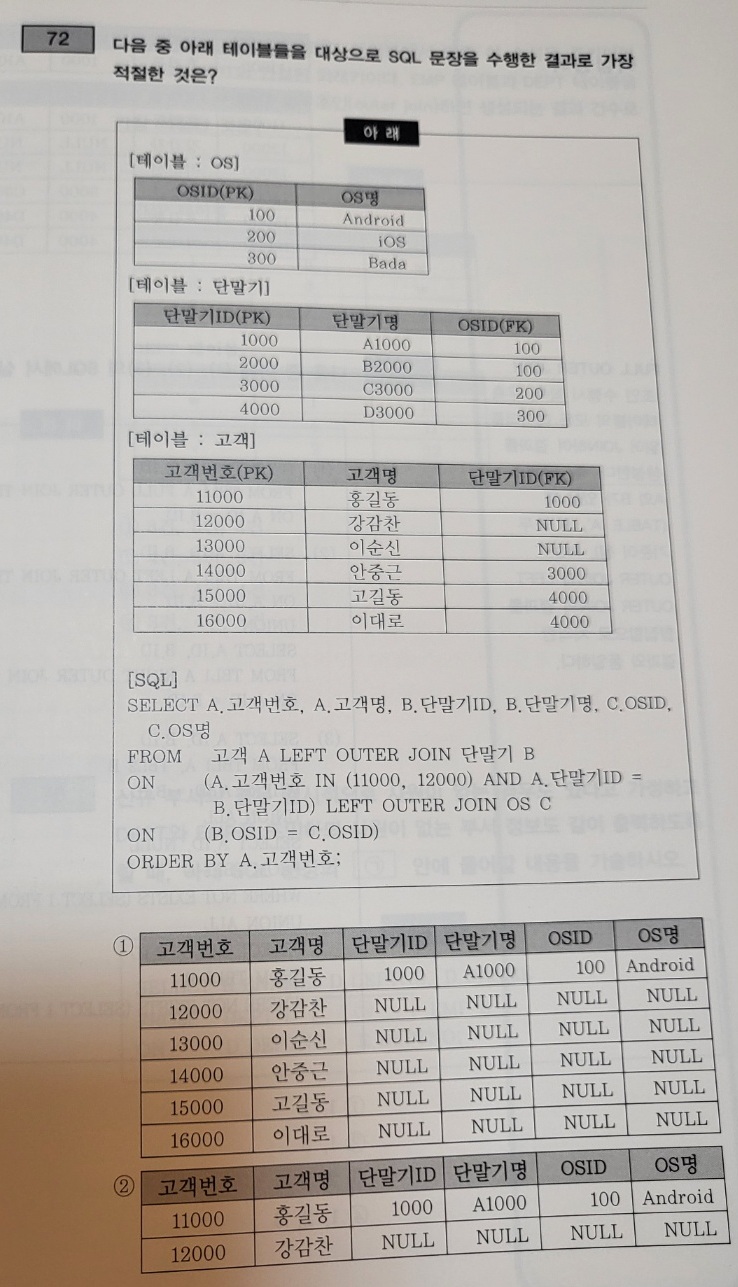 72
다음 중 아래 테이블들을 대상으로 SQL 문장을 수행한 결과로 가장
적절한 것은?
아 래
[테이블 : OS]
OSID(PK) OS명
100 Android
200 iOS
300 Bada
[테이블 : 단말기]
단말기ID(PK) 단말기명 OSID(FK)
1000 A1000 100
2000 B2000 100
3000 C3000 200
4000 D3000 300
[테이블 : 고객]
고객번호(PK) 고객명 단말기ID(FK)
11000 홍길동 1000
12000 강감찬 NULL
13000 이순신 NULL
14000 안중근 3000
15000 고길동 4000
16000 이대로 4000
[SQL]
SELECT A.고객번호, A.고객명, B.단말기ID, B.단말기명, C.OSID,
C.OS명
FROM 고객 A LEFT OUTER JOIN 단말기 B
ON (A.고객번호 IN (11000, 12000) AND A.단말기ID =
B.단말기ID) LEFT OUTER JOIN OS C
ON (B.OSID = C.OSID)
ORDER BY A.고객번호;
①
고객번호 고객명 단말기ID 단말기명 OSID OS명
11000 홍길동 1000 A1000 100 Android
12000 강감찬 NULL NULL NULL NULL
13000 이순신 NULL NULL NULL NULL
14000 안중근 NULL NULL NULL NULL
15000 고길동 NULL NULL NULL NULL
16000 이대로 NULL NULL NULL NULL
②
고객번호 고객명 단말기ID 단말기명 OSID OS명
11000 홍길동 1000 A1000 100 Android
12000 강감찬 NULL NULL NULL NULL